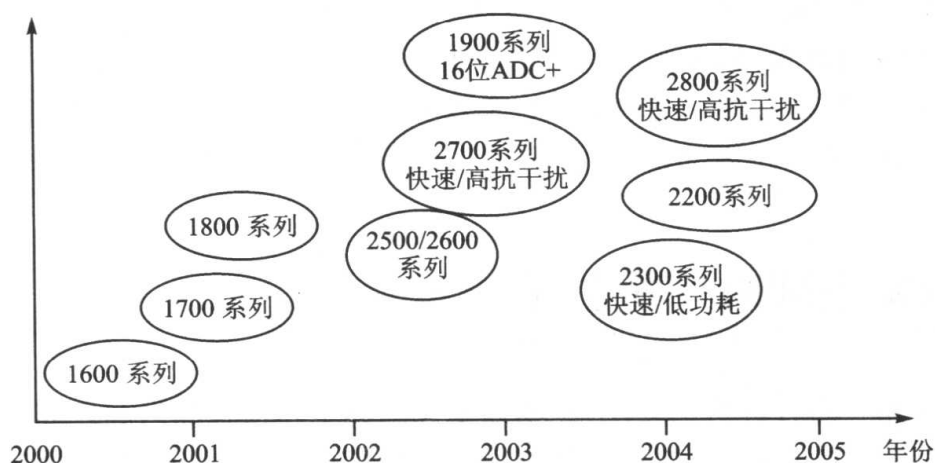 1900系列
16位ADC+
2800系列
快速/高抗干扰
2700系列
快速/高抗干扰
2200系列
1800 系列
2500/2600
系列
2300系列
快速/低功耗
1700 系列
1600 系列
2000
2001
2002
2003
2004
2005
年份